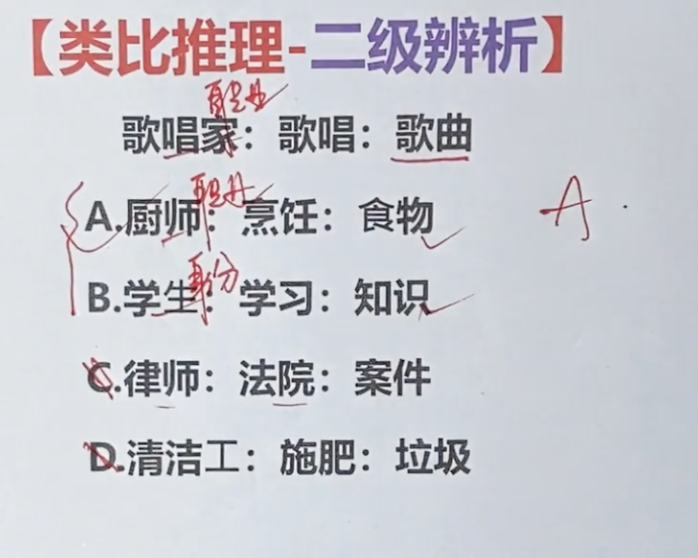 【类比推理-二级辨析】
职业
歌唱家：歌唱：歌曲
职业
A.厨师：烹饪：食物
A
身份
B.学生：学习：知识
C.律师：法院：案件
D.清洁工：施肥：垃圾